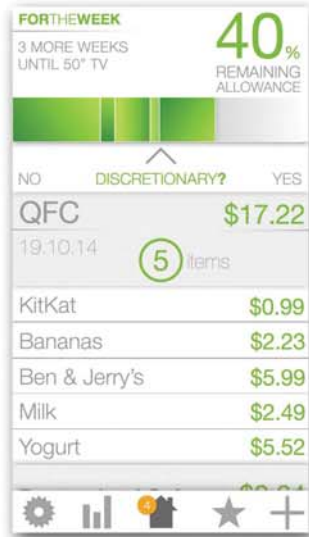 FORTHEWEEK
3 MORE WEEKS
UNTIL 50" TV
40%
REMAINING
ALLOWANCE
NO DISCRETIONARY? YES
QFC $17.22
19.10.14
5 items
KitKat $0.99
Bananas $2.23
Ben & Jerry's $5.99
Milk $2.49
Yogurt $5.52
4